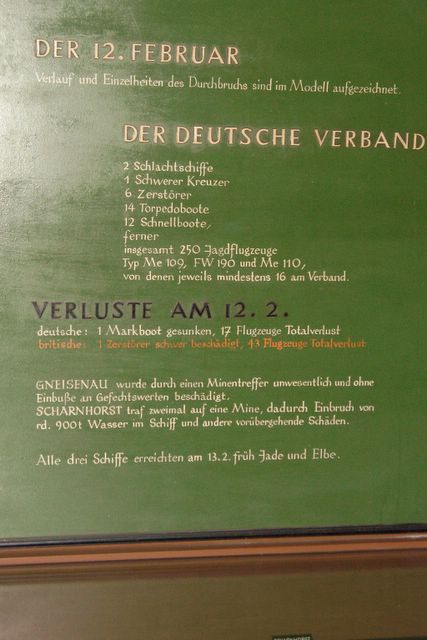 DER 12. FEBRUAR
Verlauf und Einzelheiten des Durchbruchs sind im Modell aufgezeichnet.
DER DEUTSCHE VERBAND
2 Schlachtschiffe
1 Schwerer Kreuzer
6 Zerstörer
14 Torpedoboote
12 Schnellboote,
ferner
insgesamt 250 Jagdflugzeuge
Typ Me 109, FW 190 und Me 110,
von denen jeweils mindestens 16 am Verband.
VERLUSTE AM 12. 2.
deutsche: 1 Markboot gesunken, 17 Flugzeuge Totalverlust
britische: 1 Zerstörer schwer beschädigt, 43 Flugzeuge Totalverlust
GNEISENAU wurde durch einen Minentreffer unwesentlich und ohne
Einbuße an Gefechtswerten beschädigt.
SCHARNHORST traf zweimal auf eine Mine, dadurch Einbruch von
rd. 900t Wasser im Schiff und andere vorübergehende Schäden.
Alle drei Schiffe erreichten am 13.2. früh Jade und Elbe.
SCHARNHORST